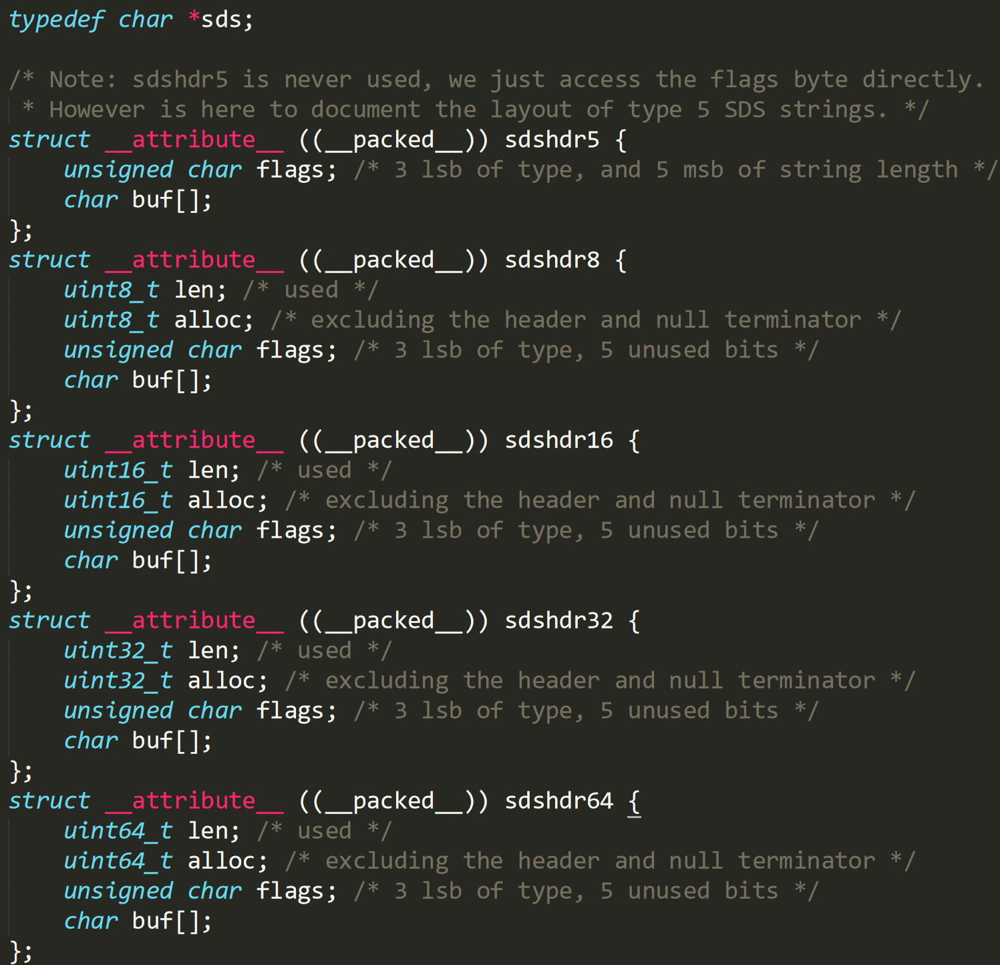 typedef char *sds;

/* Note: sdshdr5 is never used, we just access the flags byte directly.
 * However is here to document the layout of type 5 SDS strings. */
struct __attribute__ ((__packed__)) sdshdr5 {
    unsigned char flags; /* 3 lsb of type, and 5 msb of string length */
    char buf[];
};
struct __attribute__ ((__packed__)) sdshdr8 {
    uint8_t len; /* used */
    uint8_t alloc; /* excluding the header and null terminator */
    unsigned char flags; /* 3 lsb of type, 5 unused bits */
    char buf[];
};
struct __attribute__ ((__packed__)) sdshdr16 {
    uint16_t len; /* used */
    uint16_t alloc; /* excluding the header and null terminator */
    unsigned char flags; /* 3 lsb of type, 5 unused bits */
    char buf[];
};
struct __attribute__ ((__packed__)) sdshdr32 {
    uint32_t len; /* used */
    uint32_t alloc; /* excluding the header and null terminator */
    unsigned char flags; /* 3 lsb of type, 5 unused bits */
    char buf[];
};
struct __attribute__ ((__packed__)) sdshdr64 {
    uint64_t len; /* used */
    uint64_t alloc; /* excluding the header and null terminator */
    unsigned char flags; /* 3 lsb of type, 5 unused bits */
    char buf[];
};